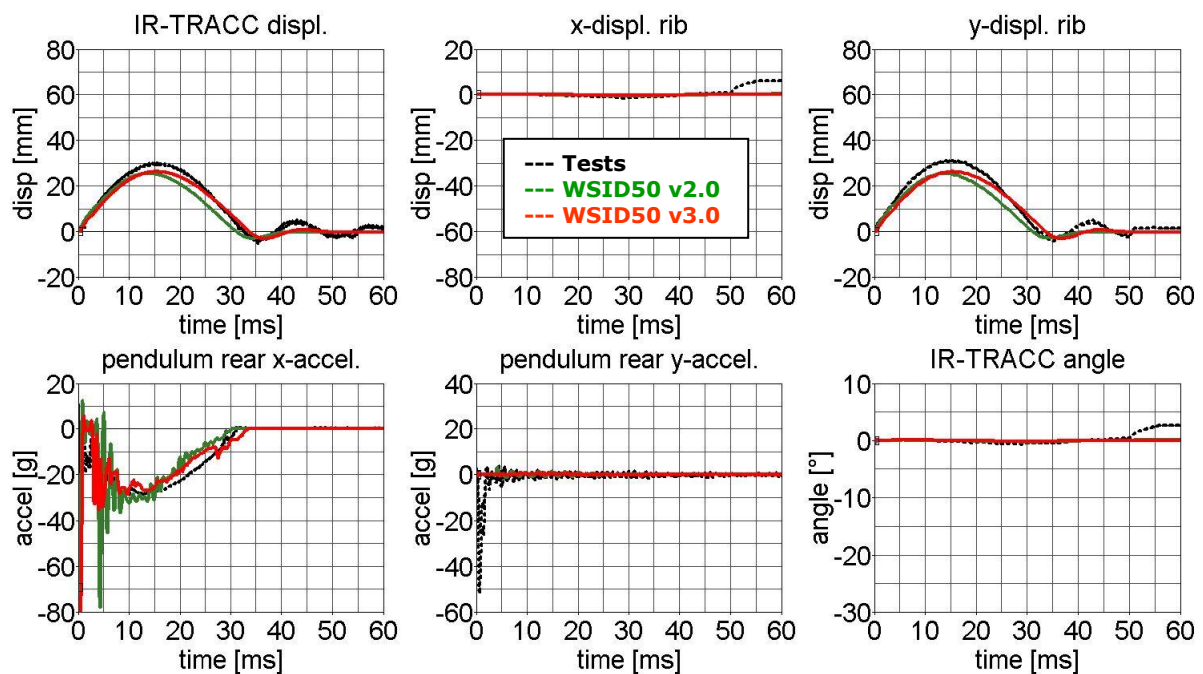 IR-TRACC displ.
x-displ. rib
y-displ. rib
80
60
40
20
0
-20
disp [mm]
0 10 20 30 40 50 60
time [ms]
20
0
-20
-40
-60
-80
disp [mm]
Tests
WSID50 v2.0
WSID50 v3.0
0 10 20 30 40 50 60
time [ms]
80
60
40
20
0
-20
disp [mm]
0 10 20 30 40 50 60
time [ms]
pendulum rear x-accel.
pendulum rear y-accel.
IR-TRACC angle
20
0
-20
-40
-60
-80
accel [g]
0 10 20 30 40 50 60
time [ms]
40
20
0
-20
-40
-60
accel [g]
0 10 20 30 40 50 60
time [ms]
10
0
-10
-20
-30
angle [°]
0 10 20 30 40 50 60
time [ms]